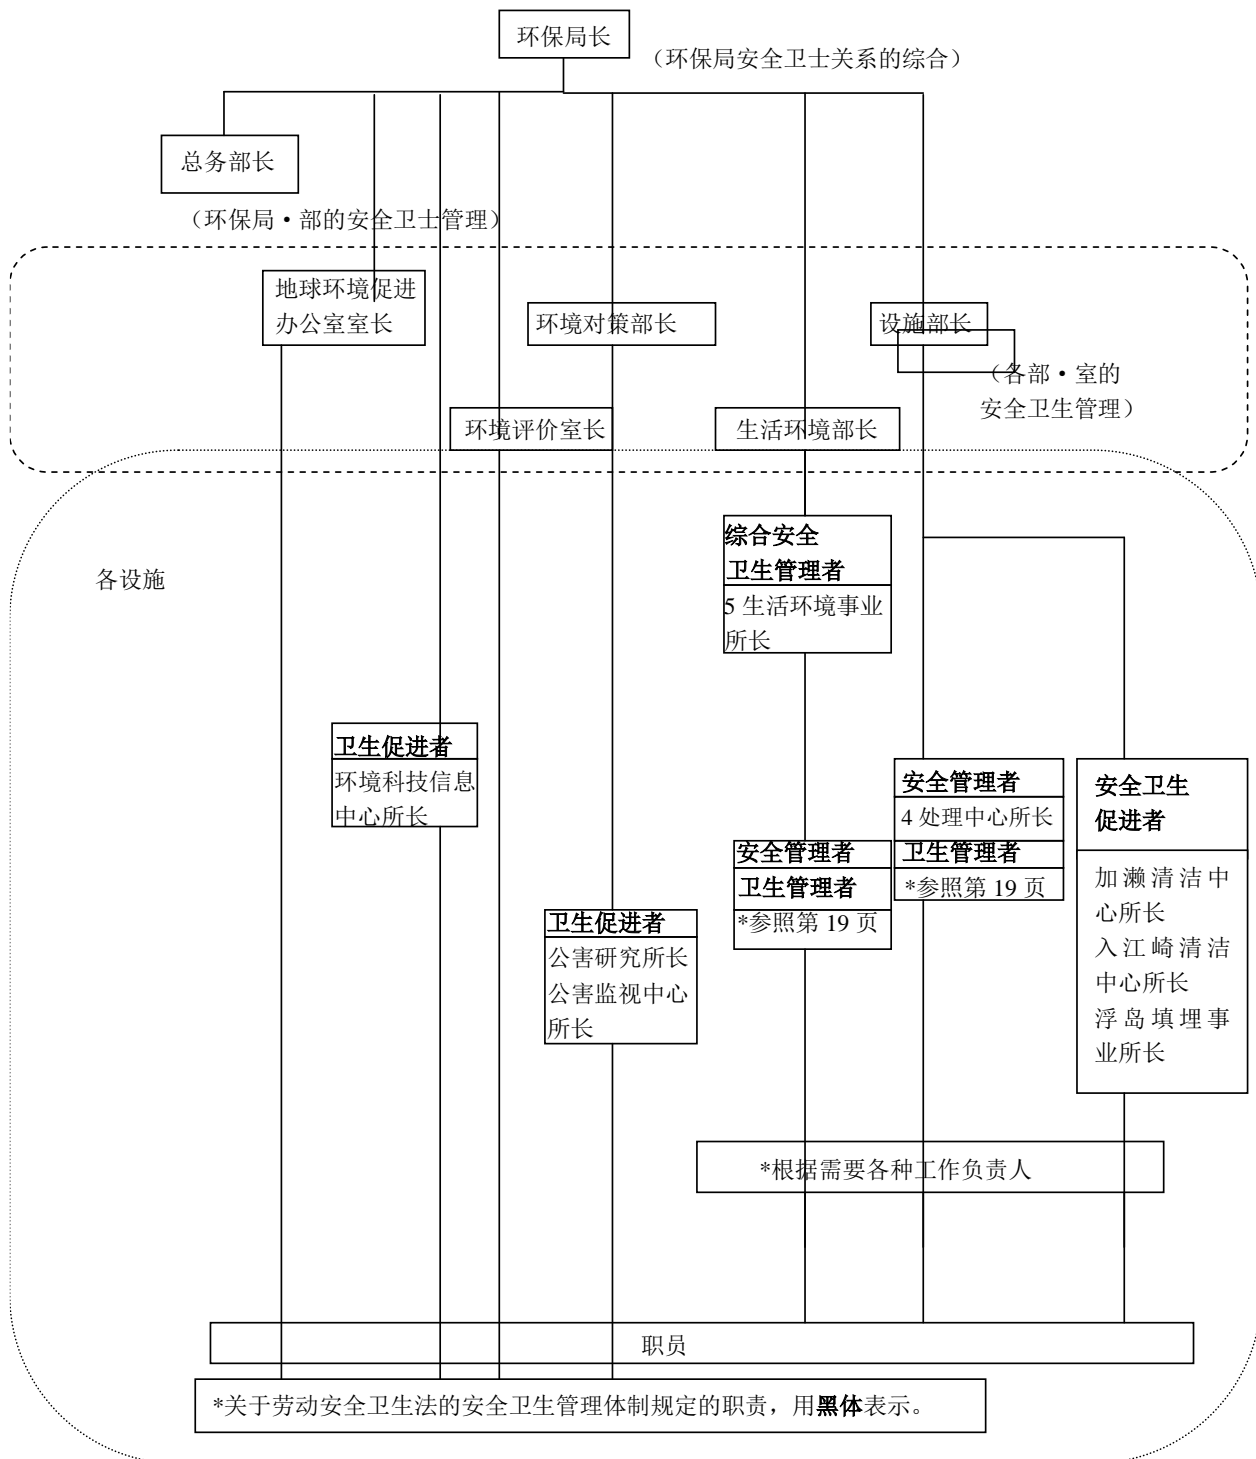 环保局长
（环保局安全卫士关系的综合）
总务部长
（环保局·部的安全卫士管理）
地球环境促进
办公室室长
环境对策部长
设施部长
（各部·室的
安全卫生管理）
环境评价室长
生活环境部长
各设施
综合安全
卫生管理者
5 生活环境事业
所长
卫生促进者
环境科技信息
中心所长
安全管理者
4 处理中心所长
卫生管理者
*参照第 19 页
安全卫生
促进者
加濑清洁中
心所长
入江崎清洁
中心所长
浮岛填埋事
业所长
安全管理者
卫生管理者
*参照第 19 页
卫生促进者
公害研究所长
公害监视中心
所长
*根据需要各种工作负责人
职员
*关于劳动安全卫生法的安全卫生管理体制规定的职责，用黑体表示。